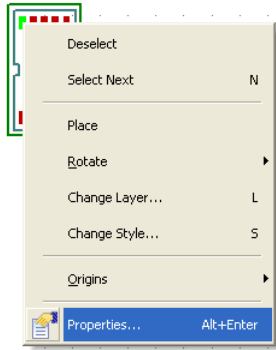 Deselect
Select Next N
Place
Rotate
Change Layer... L
Change Style... S
Origins
Properties... Alt+Enter